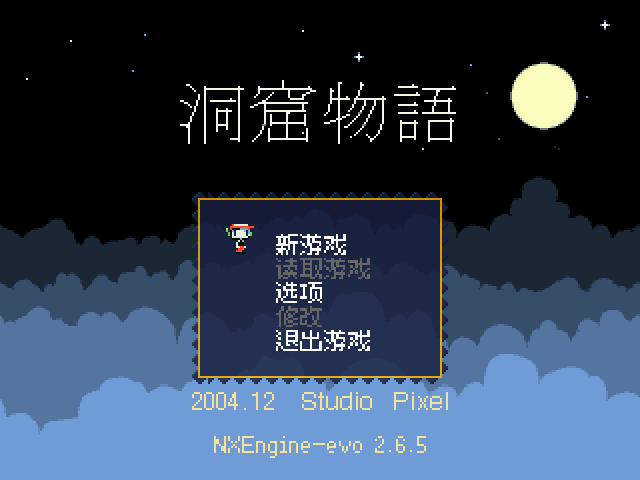 洞窟物語
新游戏
读取游戏
选项
修改
退出游戏
2004.12 Studio Pixel
NXEngine-evo 2.6.5